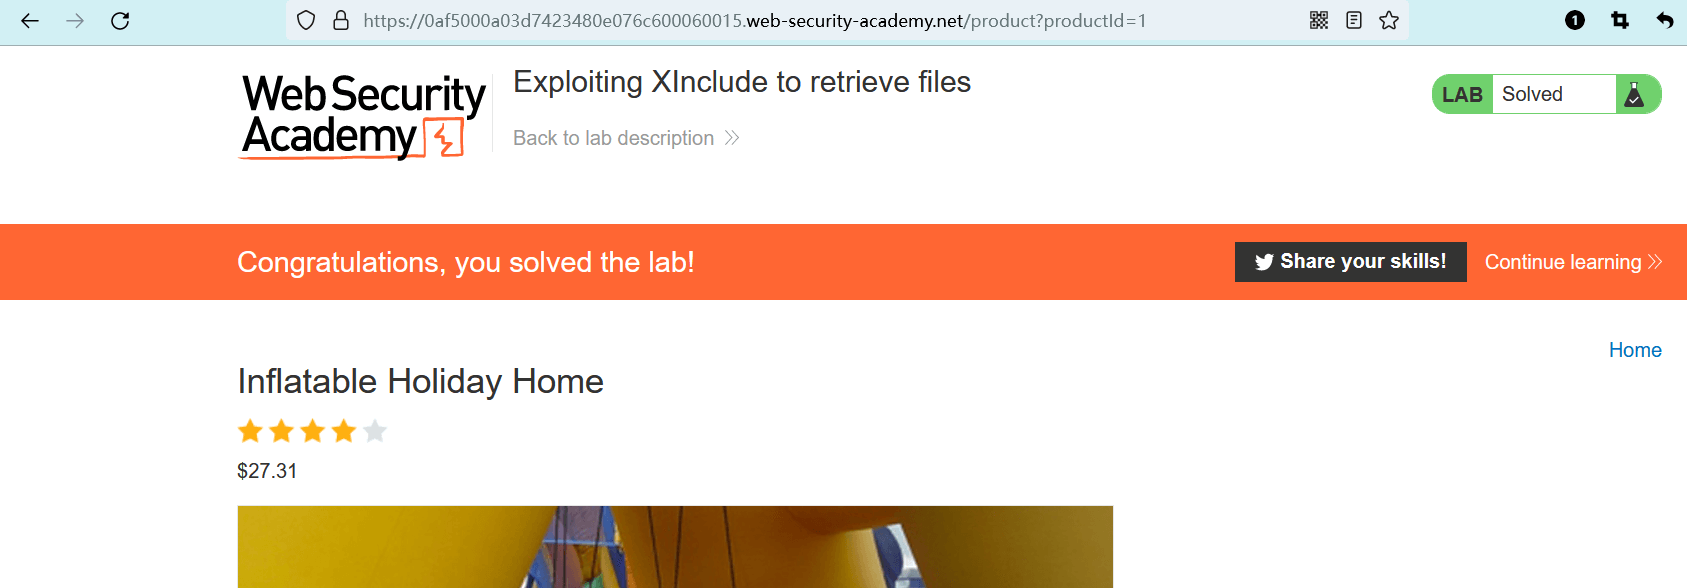 https://0af5000a03d7423480e076c600060015.web-security-academy.net/product?productId=1
1
Web Security
Academy
Exploiting XInclude to retrieve files
Back to lab description
LAB Solved
Congratulations, you solved the lab!
Share your skills!
Continue learning
Home
Inflatable Holiday Home
$27.31